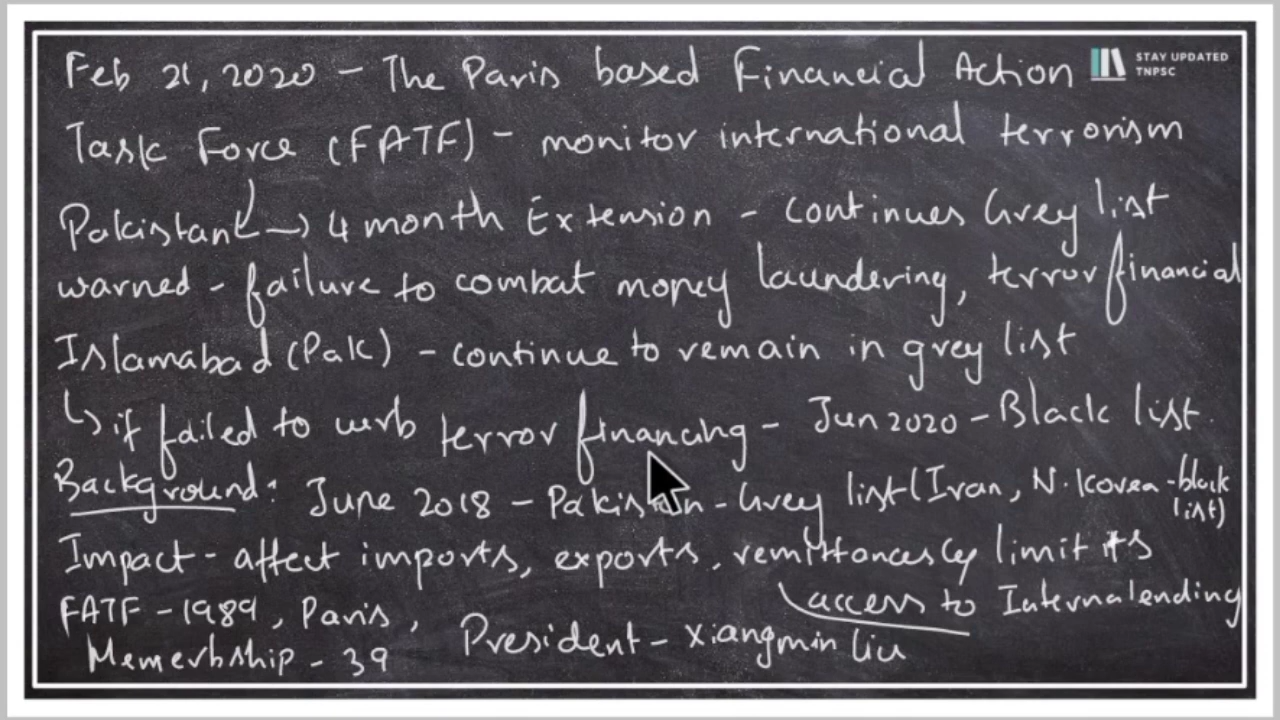 Feb 21, 2020 - The Paris based Financial Action
STAY UPDATED
TNPSC
Task Force (FATF) - monitor international terrorism
Pakistan → 4 month Extension - continues Grey list
warned - failure to combat money laundering, terror financial
Islamabad (Pak) - continue to remain in grey list
↳ if failed to curb terror financing - Jun 2020 - Black list.
Background: June 2018 - Pakistan - Grey list (Iran, N. Korea - black list)
Impact - affect imports, exports, remittances & limit its
access to Internalending
FATF - 1989, Paris,
Memerbship - 39
President - Xiangmin Liu